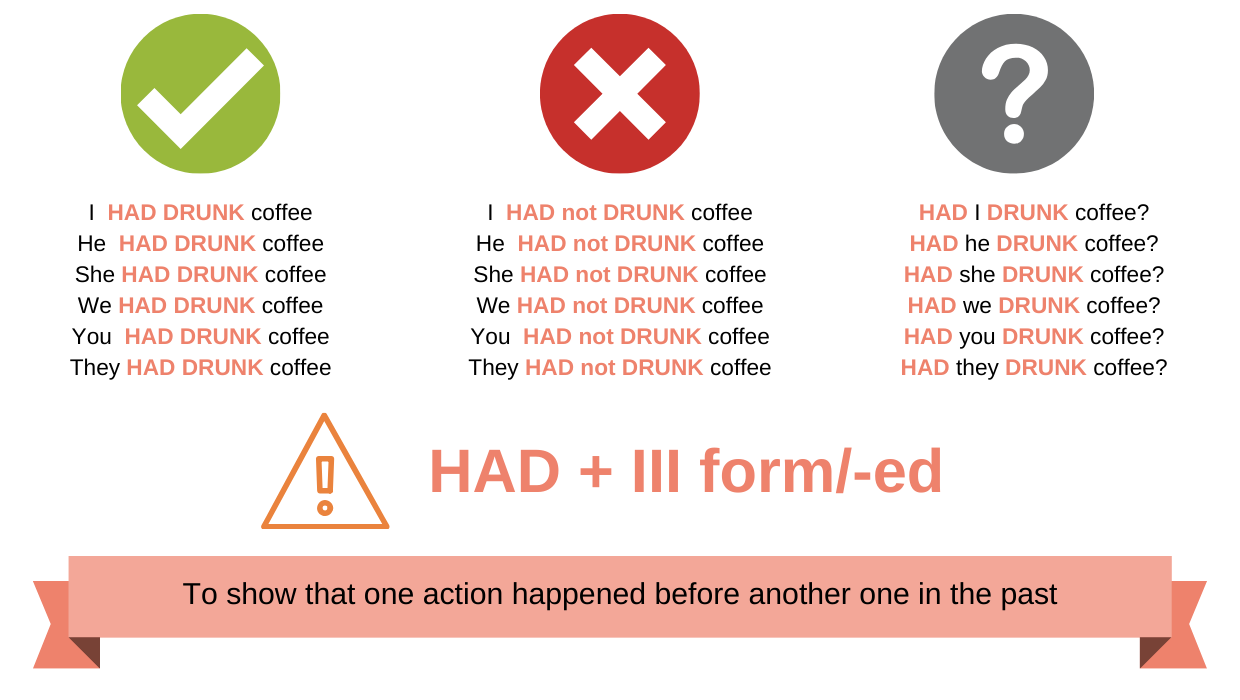 I HAD DRUNK coffee
He HAD DRUNK coffee
She HAD DRUNK coffee
We HAD DRUNK coffee
You HAD DRUNK coffee
They HAD DRUNK coffee
I HAD not DRUNK coffee
He HAD not DRUNK coffee
She HAD not DRUNK coffee
We HAD not DRUNK coffee
You HAD not DRUNK coffee
They HAD not DRUNK coffee
HAD I DRUNK coffee?
HAD he DRUNK coffee?
HAD she DRUNK coffee?
HAD we DRUNK coffee?
HAD you DRUNK coffee?
HAD they DRUNK coffee?
HAD + III form/-ed
To show that one action happened before another one in the past